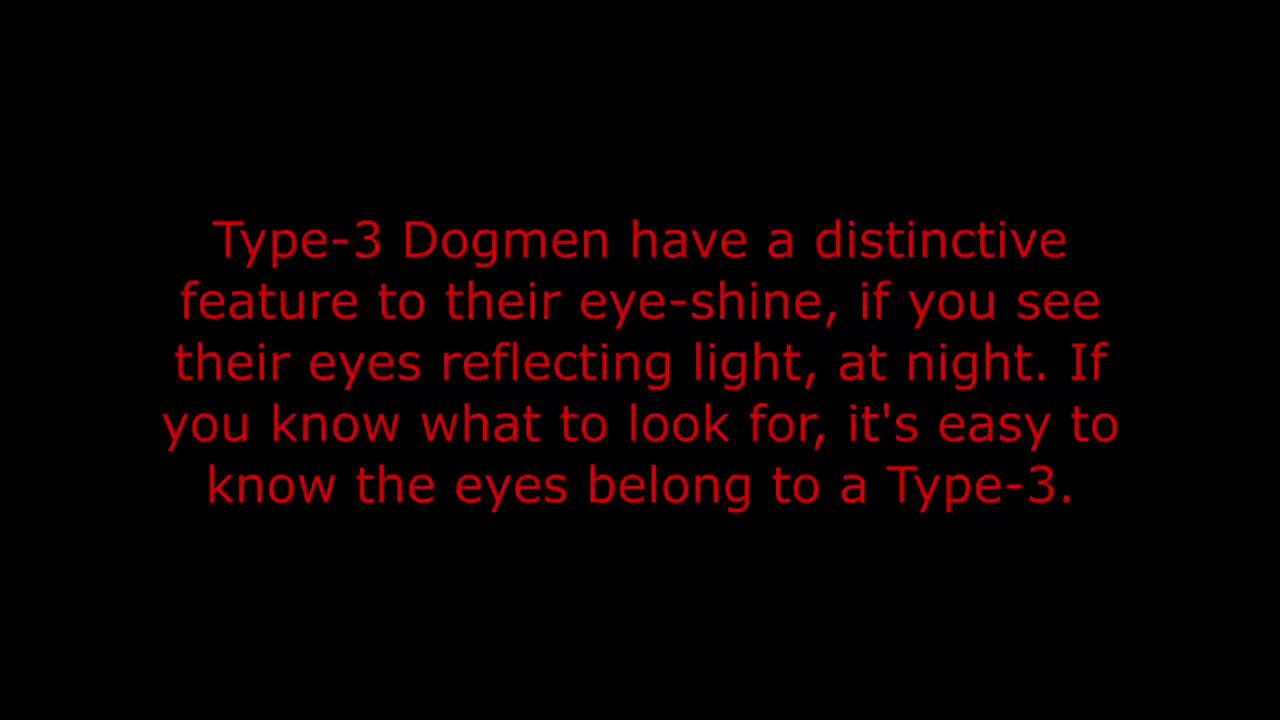 Type-3 Dogmen have a distinctive
feature to their eye-shine, if you see
their eyes reflecting light, at night. If
you know what to look for, it's easy to
know the eyes belong to a Type-3.